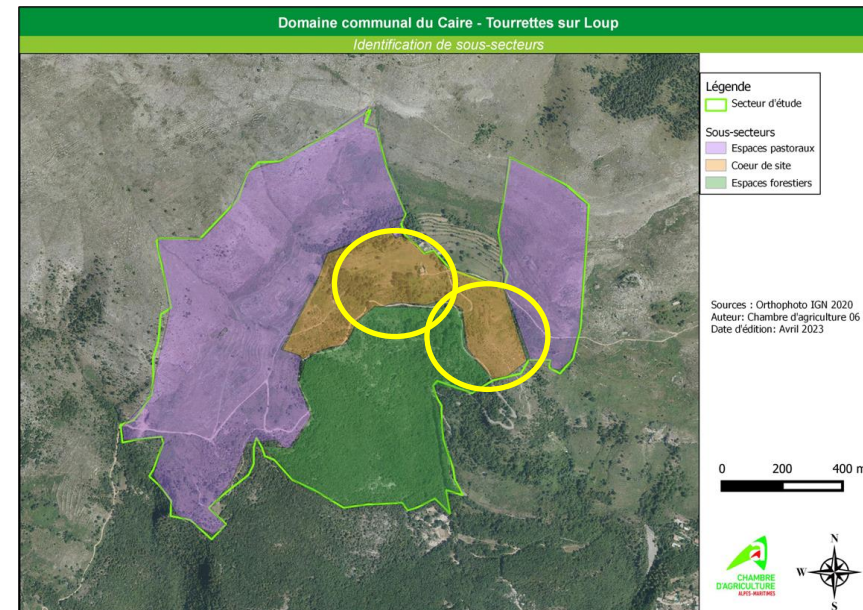 Domaine communal du Caire - Tourrettes sur Loup
Identification de sous-secteurs
Légende
Secteur d'étude
Sous-secteurs
Espaces pastoraux
Coeur de site
Espaces forestiers
Sources : Orthophoto IGN 2020
Auteur: Chambre d'agriculture 06
Date d'édition: Avril 2023
0 200 400 m
CHAMBRE
D'AGRICULTURE
ALPES-MARITIMES
N
W E
S